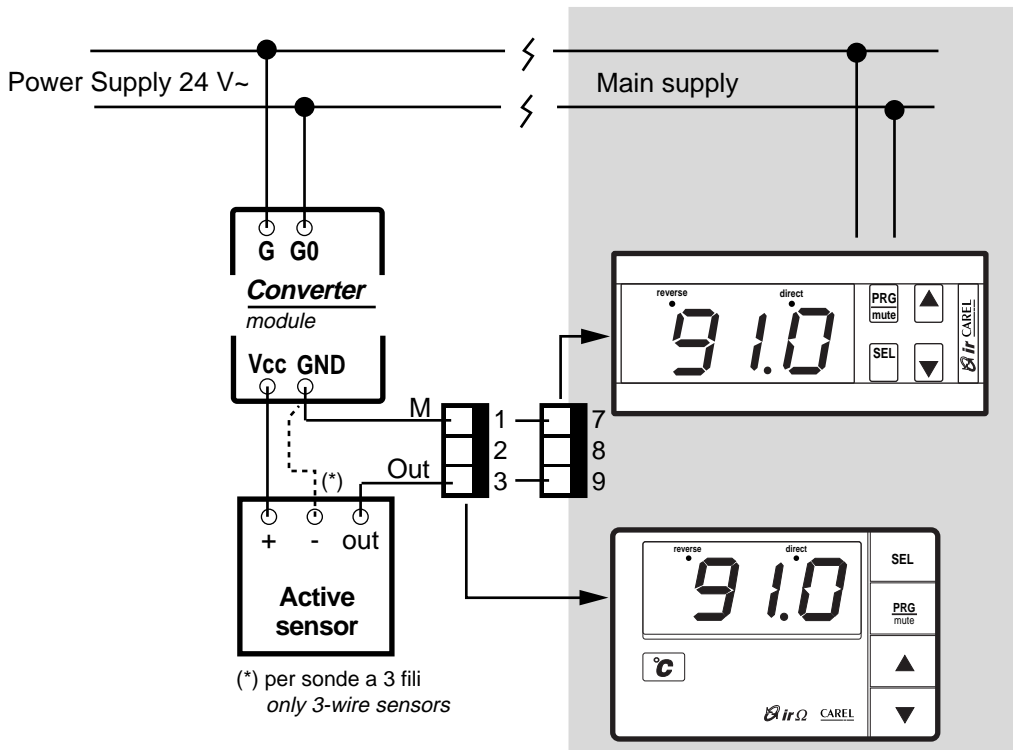 Power Supply 24 V~
Main supply
G G0
Converter
module
Vcc GND
M
Out
1
2
3
7
8
9
(*)
+ - out
Active
sensor
(*) per sonde a 3 fili
only 3-wire sensors
reverse direct
91.0
PRG
mute
SEL
ir CAREL
reverse direct
91.0
°C
irΩ CAREL
SEL
PRG
mute